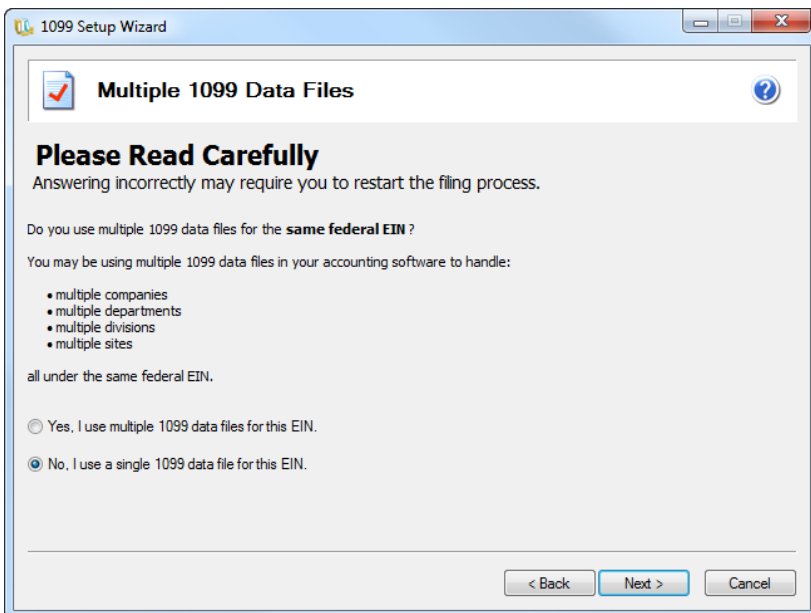 1099 Setup Wizard
Multiple 1099 Data Files
Please Read Carefully
Answering incorrectly may require you to restart the filing process.
Do you use multiple 1099 data files for the same federal EIN ?
You may be using multiple 1099 data files in your accounting software to handle:
• multiple companies
• multiple departments
• multiple divisions
• multiple sites
all under the same federal EIN.
Yes, I use multiple 1099 data files for this EIN.
No, I use a single 1099 data file for this EIN.
< Back Next > Cancel